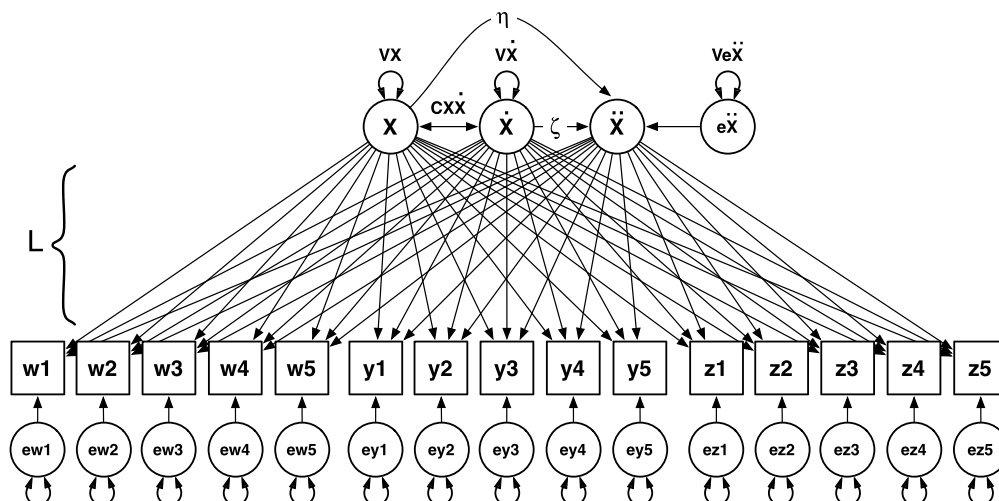 η
VX VẊ VeẌ
CXẊ
X Ẋ ζ Ẍ eẌ
L
w1 w2 w3 w4 w5 y1 y2 y3 y4 y5 z1 z2 z3 z4 z5
ew1 ew2 ew3 ew4 ew5 ey1 ey2 ey3 ey4 ey5 ez1 ez2 ez3 ez4 ez5